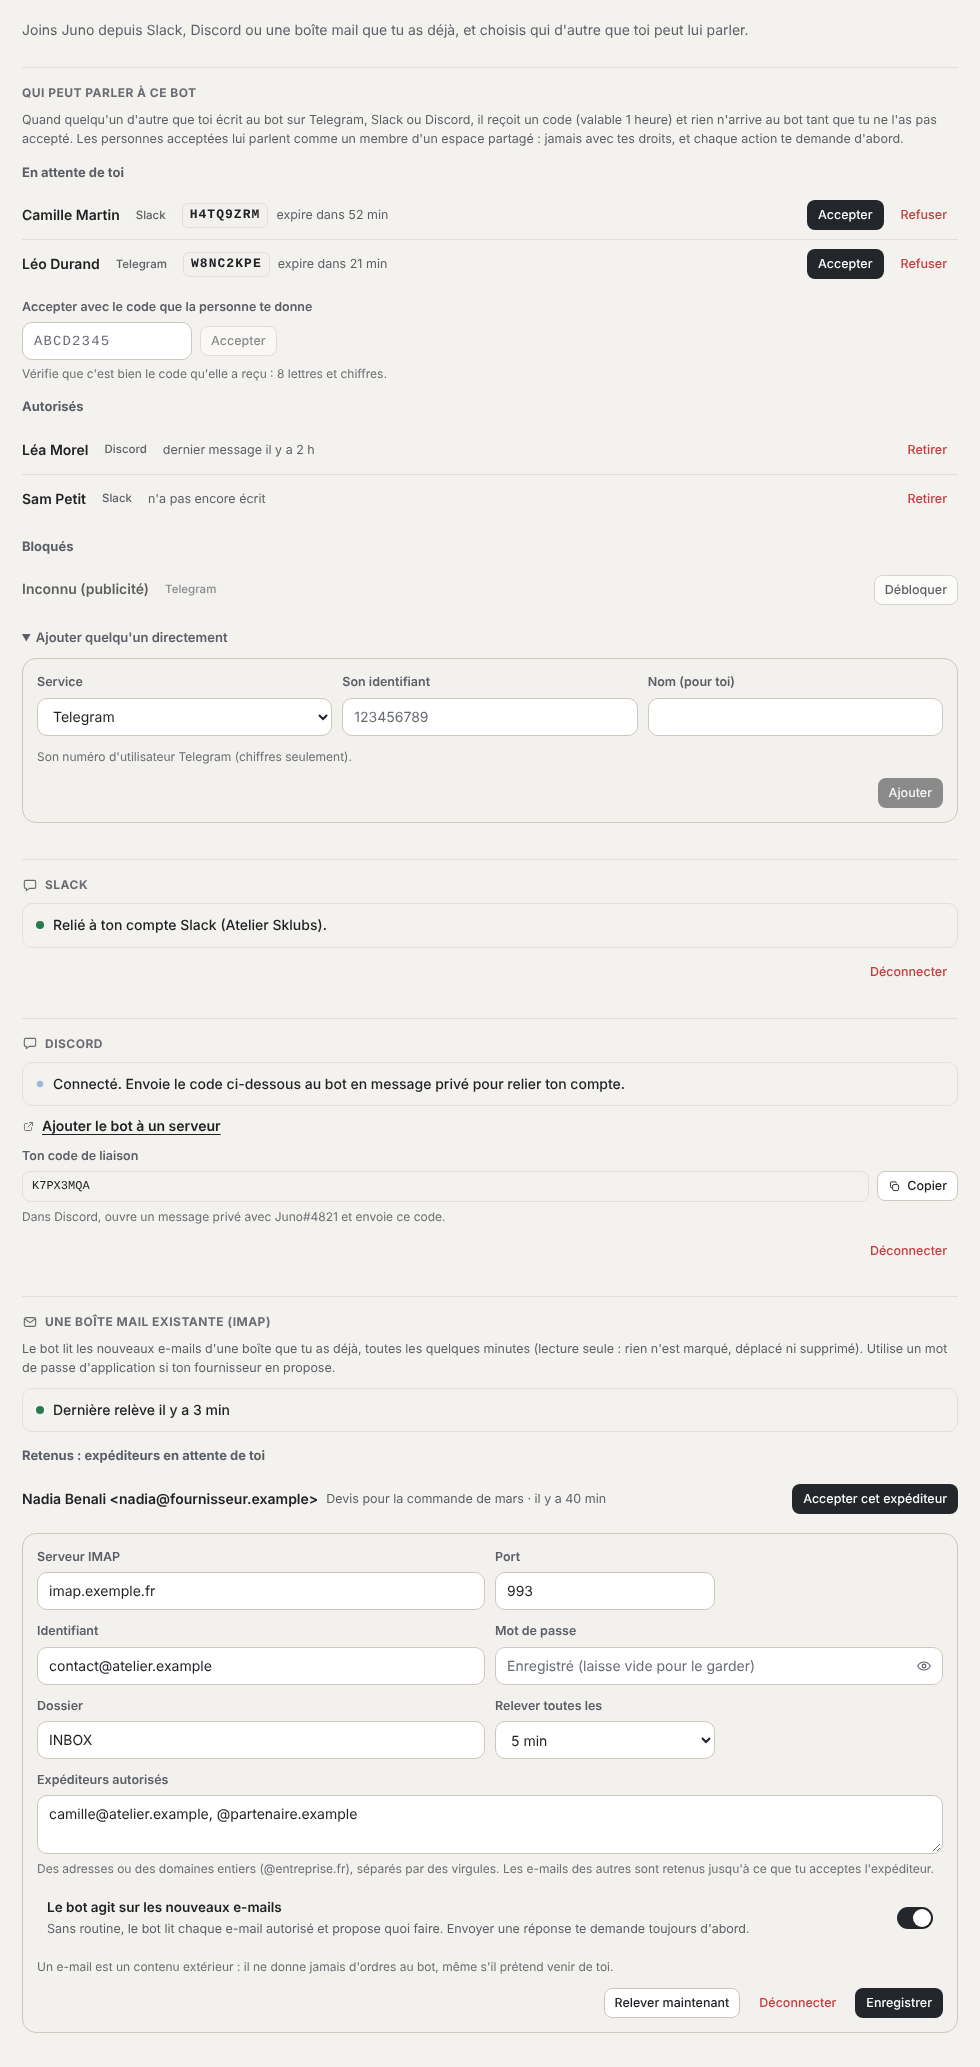 Joins Juno depuis Slack, Discord ou une boîte mail que tu as déjà, et choisis qui d'autre que toi peut lui parler.
QUI PEUT PARLER À CE BOT
Quand quelqu'un d'autre que toi écrit au bot sur Telegram, Slack ou Discord, il reçoit un code (valable 1 heure) et rien n'arrive au bot tant que tu ne l'as pas
accepté. Les personnes acceptées lui parlent comme un membre d'un espace partagé : jamais avec tes droits, et chaque action te demande d'abord.
En attente de toi
Camille Martin Slack H4TQ9ZRM expire dans 52 min Accepter Refuser
Léo Durand Telegram W8NC2KPE expire dans 21 min Accepter Refuser
Accepter avec le code que la personne te donne
ABCD2345 Accepter
Vérifie que c'est bien le code qu'elle a reçu : 8 lettres et chiffres.
Autorisés
Léa Morel Discord dernier message il y a 2 h Retirer
Sam Petit Slack n'a pas encore écrit Retirer
Bloqués
Inconnu (publicité) Telegram Débloquer
▼ Ajouter quelqu'un directement
Service Son identifiant Nom (pour toi)
Telegram 123456789
Son numéro d'utilisateur Telegram (chiffres seulement).
Ajouter
SLACK
Relié à ton compte Slack (Atelier Sklubs).
Déconnecter
DISCORD
Connecté. Envoie le code ci-dessous au bot en message privé pour relier ton compte.
Ajouter le bot à un serveur
Ton code de liaison
K7PX3MQA Copier
Dans Discord, ouvre un message privé avec Juno#4821 et envoie ce code.
Déconnecter
UNE BOÎTE MAIL EXISTANTE (IMAP)
Le bot lit les nouveaux e-mails d'une boîte que tu as déjà, toutes les quelques minutes (lecture seule : rien n'est marqué, déplacé ni supprimé). Utilise un mot
de passe d'application si ton fournisseur en propose.
Dernière relève il y a 3 min
Retenus : expéditeurs en attente de toi
Nadia Benali <nadia@fournisseur.example> Devis pour la commande de mars · il y a 40 min Accepter cet expéditeur
Serveur IMAP Port
imap.exemple.fr 993
Identifiant Mot de passe
contact@atelier.example Enregistré (laisse vide pour le garder)
Dossier Relever toutes les
INBOX 5 min
Expéditeurs autorisés
camille@atelier.example, @partenaire.example
Des adresses ou des domaines entiers (@entreprise.fr), séparés par des virgules. Les e-mails des autres sont retenus jusqu'à ce que tu acceptes l'expéditeur.
Le bot agit sur les nouveaux e-mails
Sans routine, le bot lit chaque e-mail autorisé et propose quoi faire. Envoyer une réponse te demande toujours d'abord.
Un e-mail est un contenu extérieur : il ne donne jamais d'ordres au bot, même s'il prétend venir de toi.
Relever maintenant Déconnecter Enregistrer